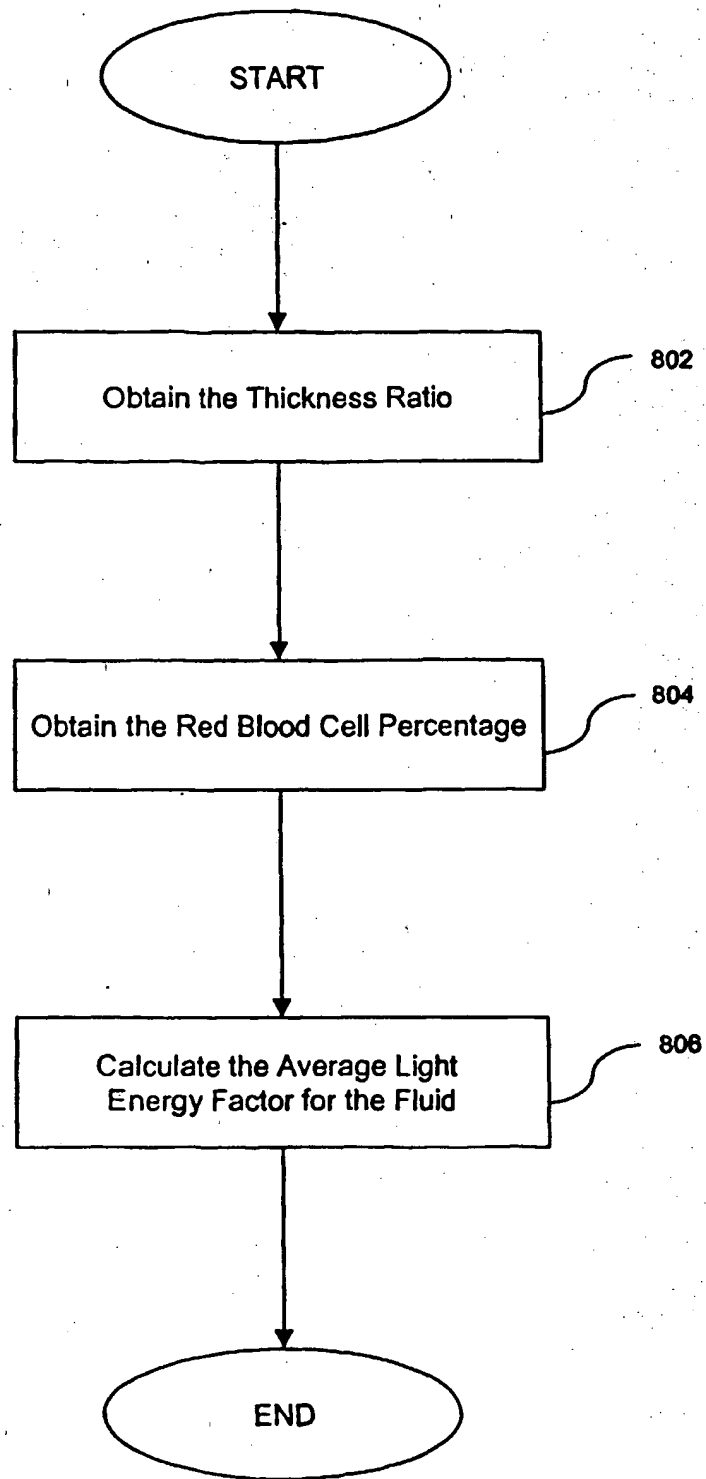 START
Obtain the Thickness Ratio
802
Obtain the Red Blood Cell Percentage
804
Calculate the Average Light
Energy Factor for the Fluid
806
END